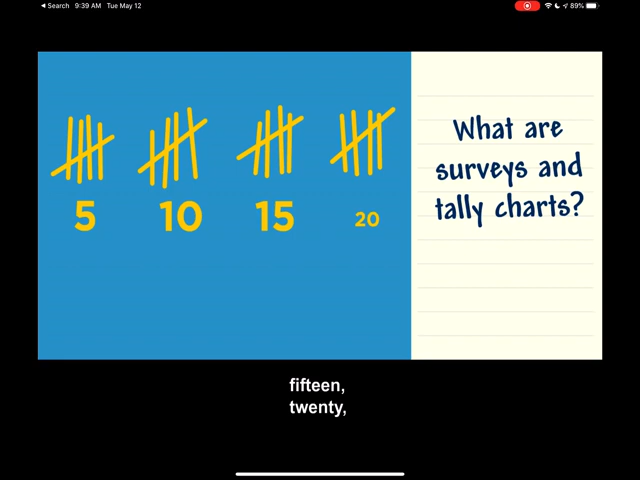 Search 9:39 AM Tue May 12 89%
What are
surveys and
tally charts?
5 10 15 20
fifteen,
twenty,